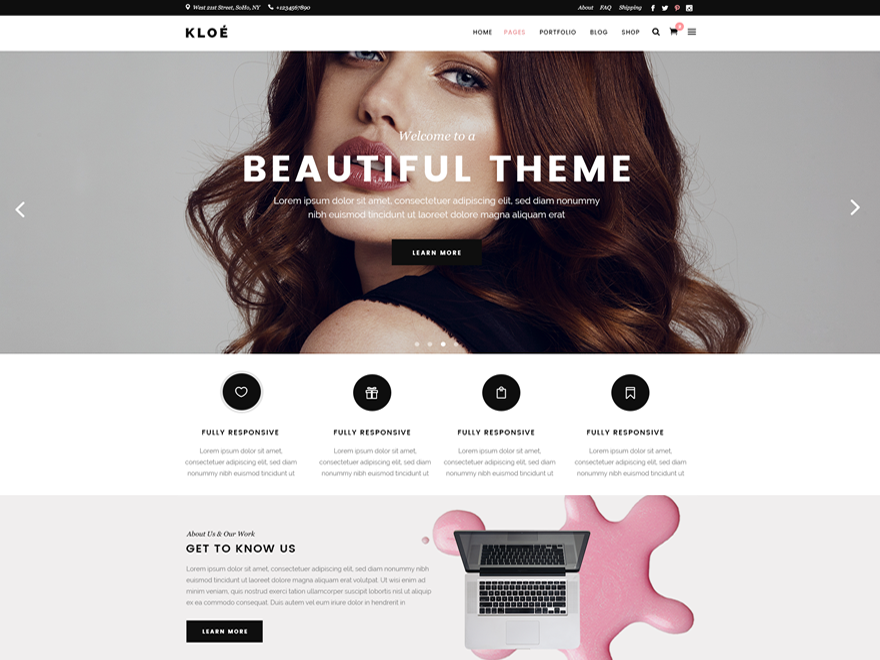 West 21st Street, SoHo, NY +1234567890 About FAQ Shipping
KLOÉ HOME PAGES PORTFOLIO BLOG SHOP
Welcome to a
BEAUTIFUL THEME
Lorem ipsum dolor sit amet, consectetuer adipiscing elit, sed diam nonummy
nibh euismod tincidunt ut laoreet dolore magna aliquam erat
LEARN MORE
FULLY RESPONSIVE FULLY RESPONSIVE FULLY RESPONSIVE FULLY RESPONSIVE
Lorem ipsum dolor sit amet, Lorem ipsum dolor sit amet, Lorem ipsum dolor sit amet, Lorem ipsum dolor sit amet,
consectetuer adipiscing elit, sed diam consectetuer adipiscing elit, sed diam consectetuer adipiscing elit, sed diam consectetuer adipiscing elit, sed diam
nonummy nibh euismod tincidunt ut nonummy nibh euismod tincidunt ut nonummy nibh euismod tincidunt ut nonummy nibh euismod tincidunt ut
About Us & Our Work
GET TO KNOW US
Lorem ipsum dolor sit amet, consectetuer adipiscing elit, sed diam nonummy nibh
euismod tincidunt ut laoreet dolore magna aliquam erat volutpat. Ut wisi enim ad
minim veniam, quis nostrud exerci tation ullamcorper suscipit lobortis nisl ut aliquip
ex ea commodo consequat. Duis autem vel eum iriure dolor in hendrerit in
LEARN MORE